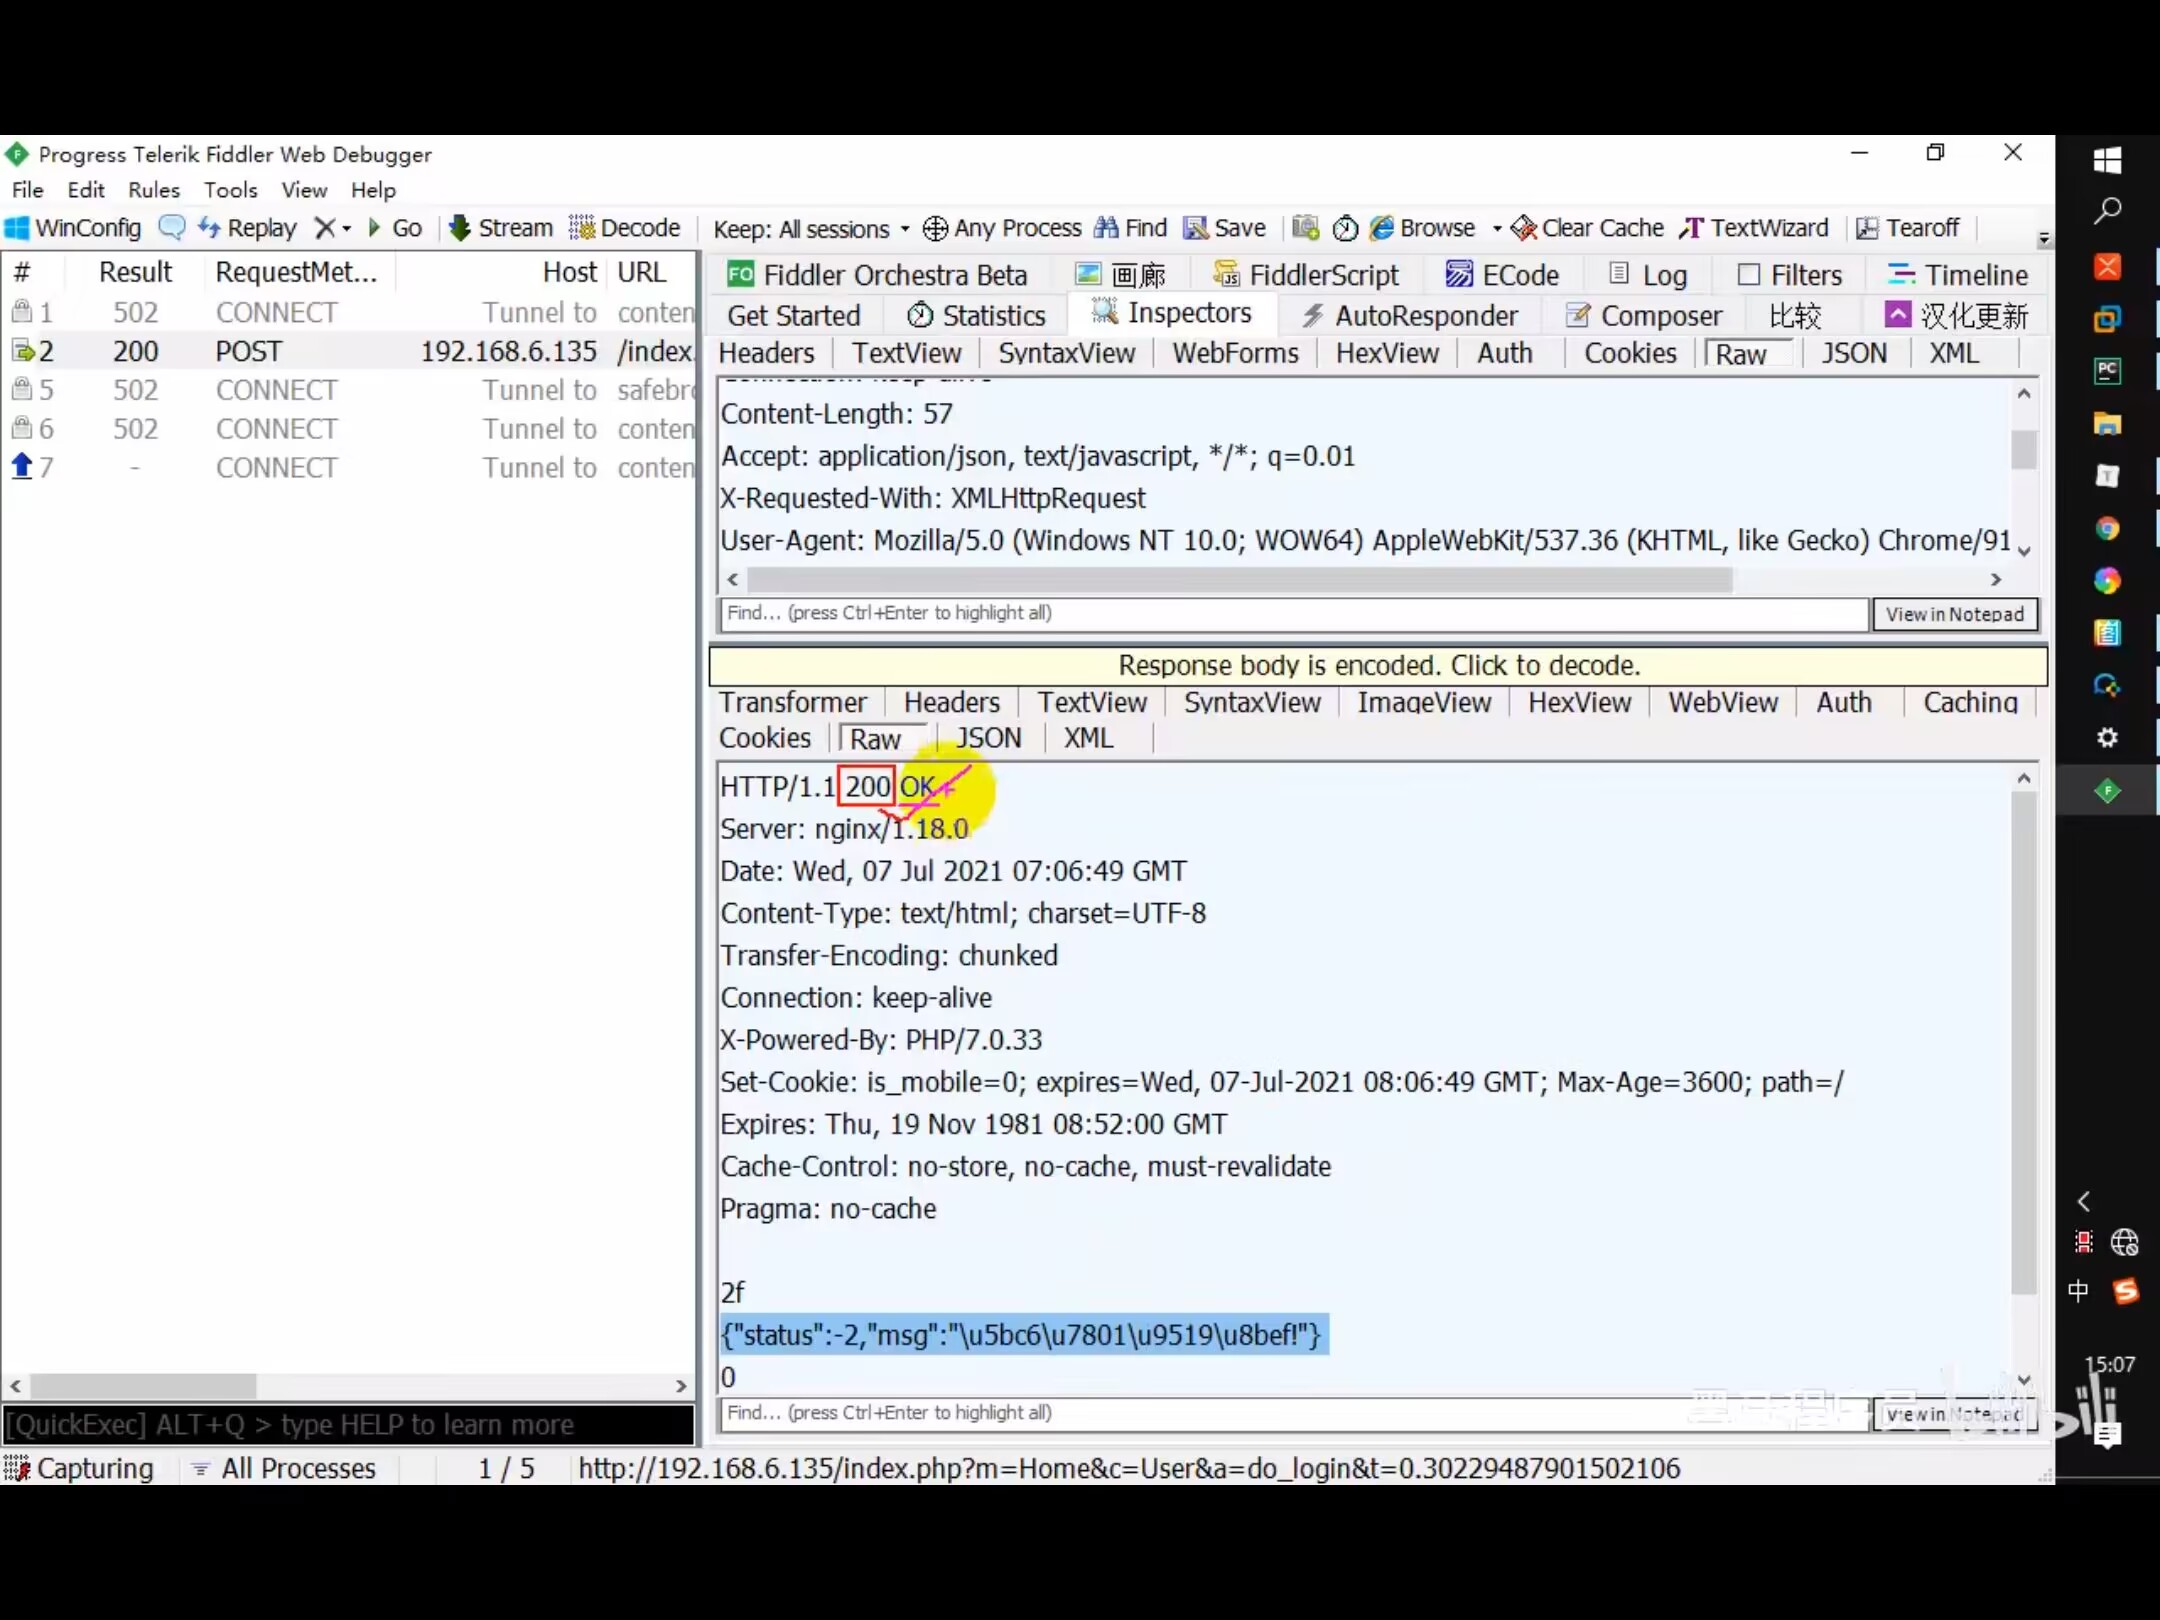 Progress Telerik Fiddler Web Debugger
File Edit Rules Tools View Help
WinConfig Replay Go Stream Decode Keep: All sessions Any Process Find Save Browse Clear Cache TextWizard Tearoff
# Result RequestMet... Host URL
1 502 CONNECT Tunnel to conten
2 200 POST 192.168.6.135 /index.
5 502 CONNECT Tunnel to safebro
6 502 CONNECT Tunnel to conten
7 - CONNECT Tunnel to conten
FO Fiddler Orchestra Beta 画廊 FiddlerScript ECode Log Filters Timeline
Get Started Statistics Inspectors AutoResponder Composer 比较 汉化更新
Headers TextView SyntaxView WebForms HexView Auth Cookies Raw JSON XML
Content-Length: 57
Accept: application/json, text/javascript, */*; q=0.01
X-Requested-With: XMLHttpRequest
User-Agent: Mozilla/5.0 (Windows NT 10.0; WOW64) AppleWebKit/537.36 (KHTML, like Gecko) Chrome/91
Find... (press Ctrl+Enter to highlight all) View in Notepad
Response body is encoded. Click to decode.
Transformer Headers TextView SyntaxView ImageView HexView WebView Auth Caching
Cookies Raw JSON XML
HTTP/1.1 200 OK
Server: nginx/1.18.0
Date: Wed, 07 Jul 2021 07:06:49 GMT
Content-Type: text/html; charset=UTF-8
Transfer-Encoding: chunked
Connection: keep-alive
X-Powered-By: PHP/7.0.33
Set-Cookie: is_mobile=0; expires=Wed, 07-Jul-2021 08:06:49 GMT; Max-Age=3600; path=/
Expires: Thu, 19 Nov 1981 08:52:00 GMT
Cache-Control: no-store, no-cache, must-revalidate
Pragma: no-cache
2f
{"status":-2,"msg":"\u5bc6\u7801\u9519\u8bef!"}
0
Find... (press Ctrl+Enter to highlight all) View in Notepad
[QuickExec] ALT+Q > type HELP to learn more
Capturing All Processes 1 / 5 http://192.168.6.135/index.php?m=Home&c=User&a=do_login&t=0.30229487901502106
中
15:07